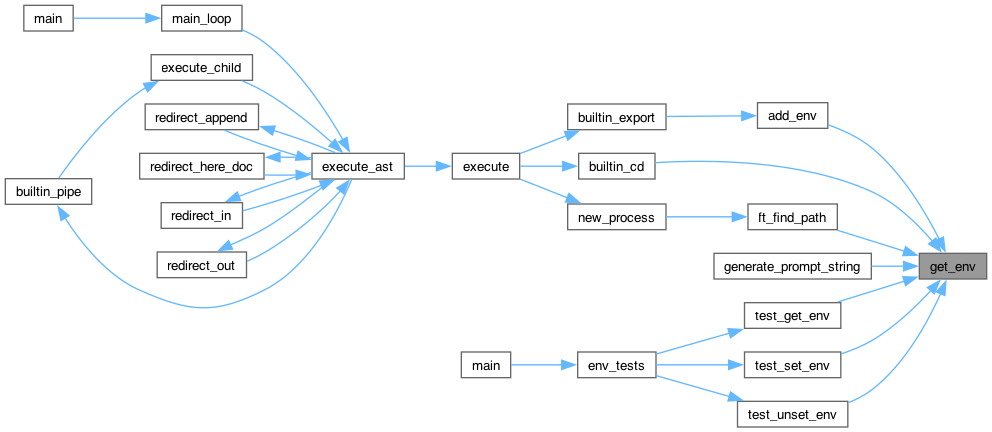 main
main_loop
execute_child
redirect_append
redirect_here_doc
builtin_pipe
redirect_in
redirect_out
execute_ast
execute
builtin_export
builtin_cd
new_process
add_env
ft_find_path
generate_prompt_string
get_env
test_get_env
main
env_tests
test_set_env
test_unset_env